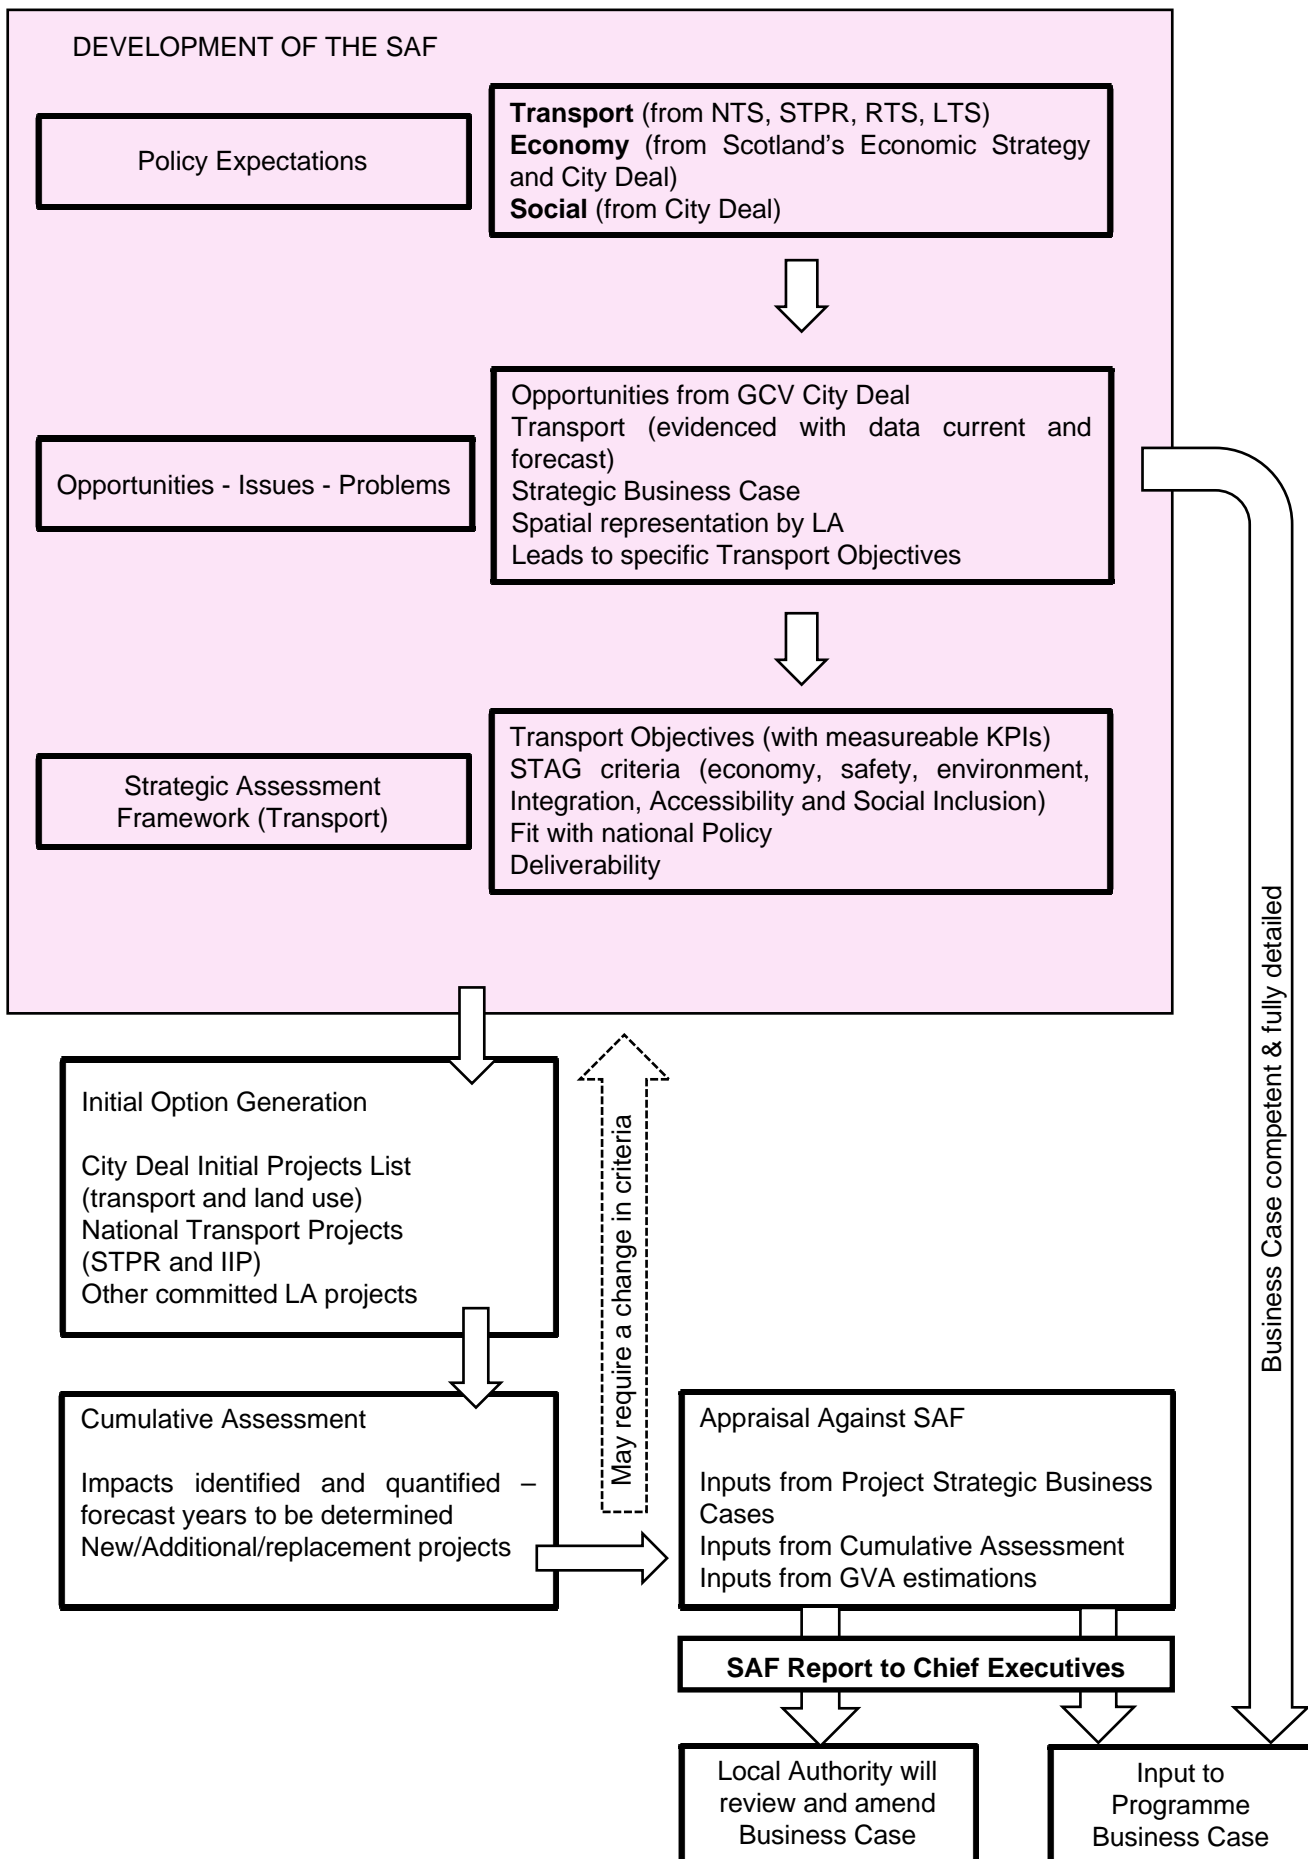 DEVELOPMENT OF THE SAF
Policy Expectations
Transport (from NTS, STPR, RTS, LTS)
Economy (from Scotland's Economic Strategy
and City Deal)
Social (from City Deal)
Opportunities - Issues - Problems
Opportunities from GCV City Deal
Transport (evidenced with data current and
forecast)
Strategic Business Case
Spatial representation by LA
Leads to specific Transport Objectives
Strategic Assessment
Framework (Transport)
Transport Objectives (with measureable KPIs)
STAG criteria (economy, safety, environment,
Integration, Accessibility and Social Inclusion)
Fit with national Policy
Deliverability
Business Case competent & fully detailed
Initial Option Generation
City Deal Initial Projects List
(transport and land use)
National Transport Projects
(STPR and IIP)
Other committed LA projects
May require a change in criteria
Cumulative Assessment
Impacts identified and quantified –
forecast years to be determined
New/Additional/replacement projects
Appraisal Against SAF
Inputs from Project Strategic Business
Cases
Inputs from Cumulative Assessment
Inputs from GVA estimations
SAF Report to Chief Executives
Local Authority will
review and amend
Business Case
Input to
Programme
Business Case